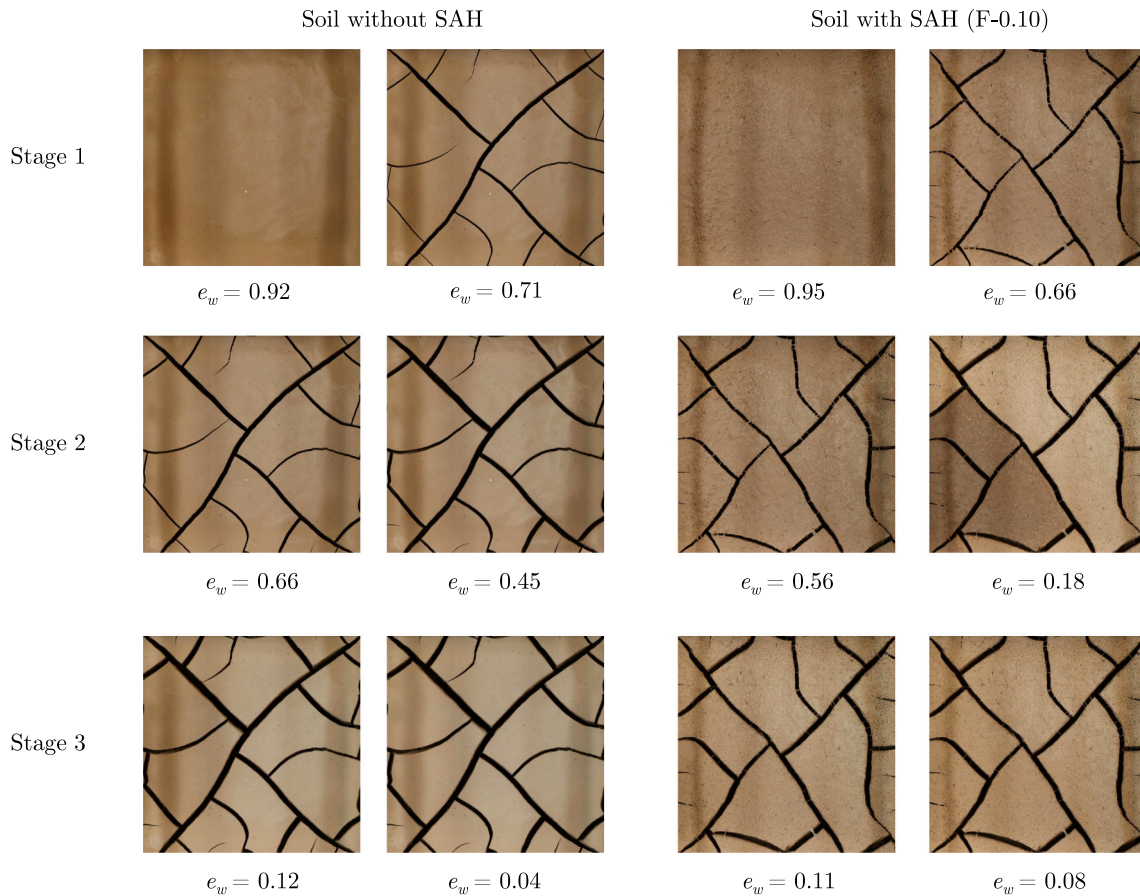 Soil without SAH
Soil with SAH (F-0.10)
Stage 1
e_w = 0.92
e_w = 0.71
e_w = 0.95
e_w = 0.66
Stage 2
e_w = 0.66
e_w = 0.45
e_w = 0.56
e_w = 0.18
Stage 3
e_w = 0.12
e_w = 0.04
e_w = 0.11
e_w = 0.08